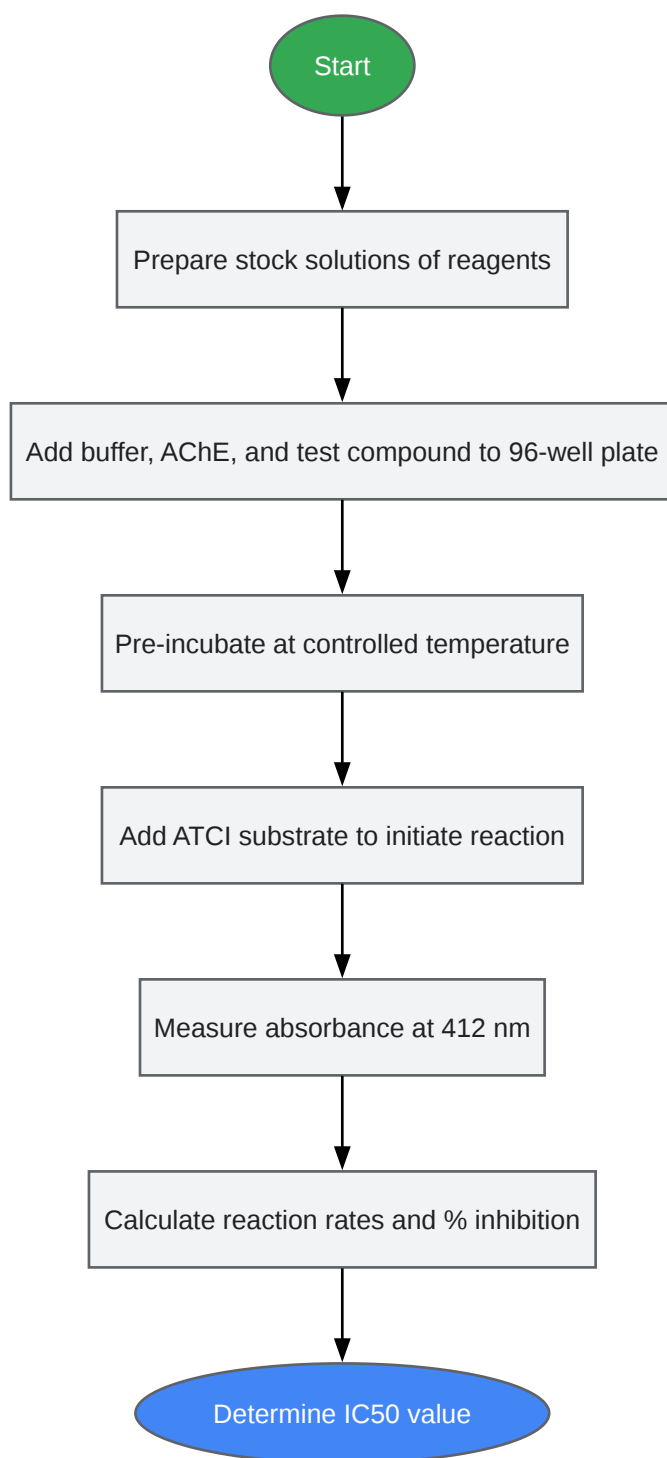 Start
Prepare stock solutions of reagents
Add buffer, AChE, and test compound to 96-well plate
Pre-incubate at controlled temperature
Add ATCI substrate to initiate reaction
Measure absorbance at 412 nm
Calculate reaction rates and % inhibition
Determine IC50 value